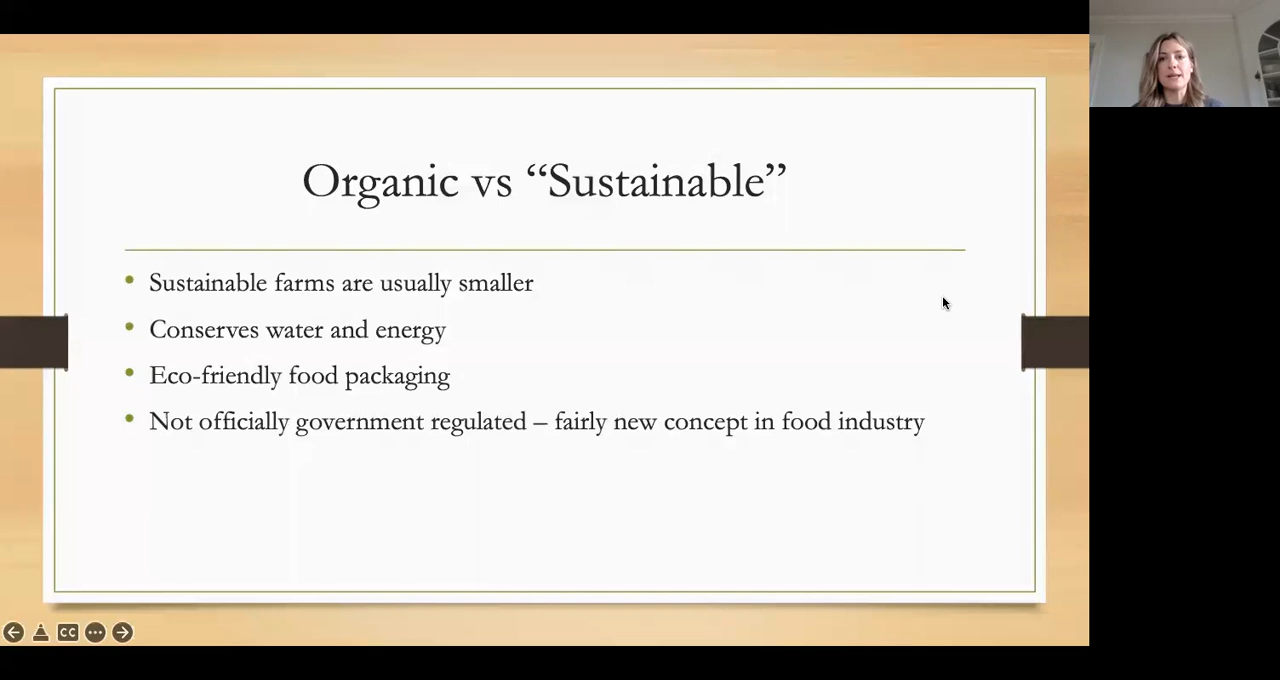 Organic vs “Sustainable”
Sustainable farms are usually smaller
Conserves water and energy
Eco-friendly food packaging
Not officially government regulated – fairly new concept in food industry
CC